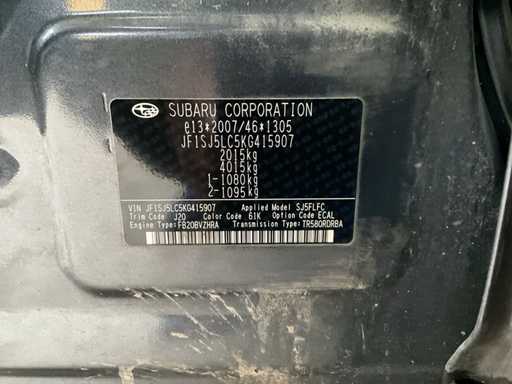 SUBARU CORPORATION
e13*2007/46*1305
JF1SJ5LC5KG415907
2015kg
4015kg
1-1080kg
2-1095kg
VIN JF1SJ5LC5KG415907 Applied Model SJ5FLFC
Trim Code J20 Color Code 61K Option Code ECAL
Engine Type:FB20BVZHRA Transmission Type:TR580RDRBA